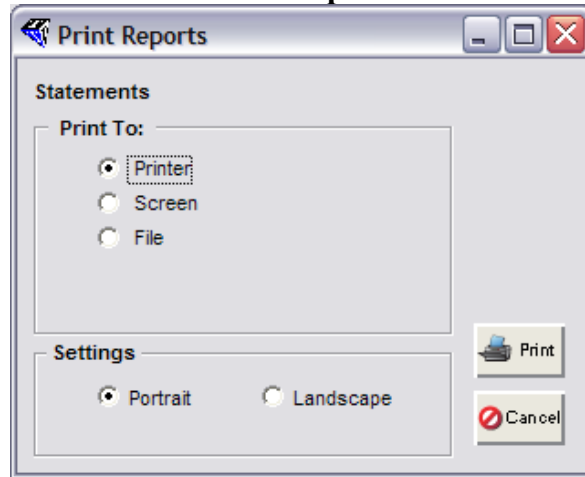 Print Reports
Statements
Print To:
Printer
Screen
File
Settings
Portrait Landscape
Print
Cancel